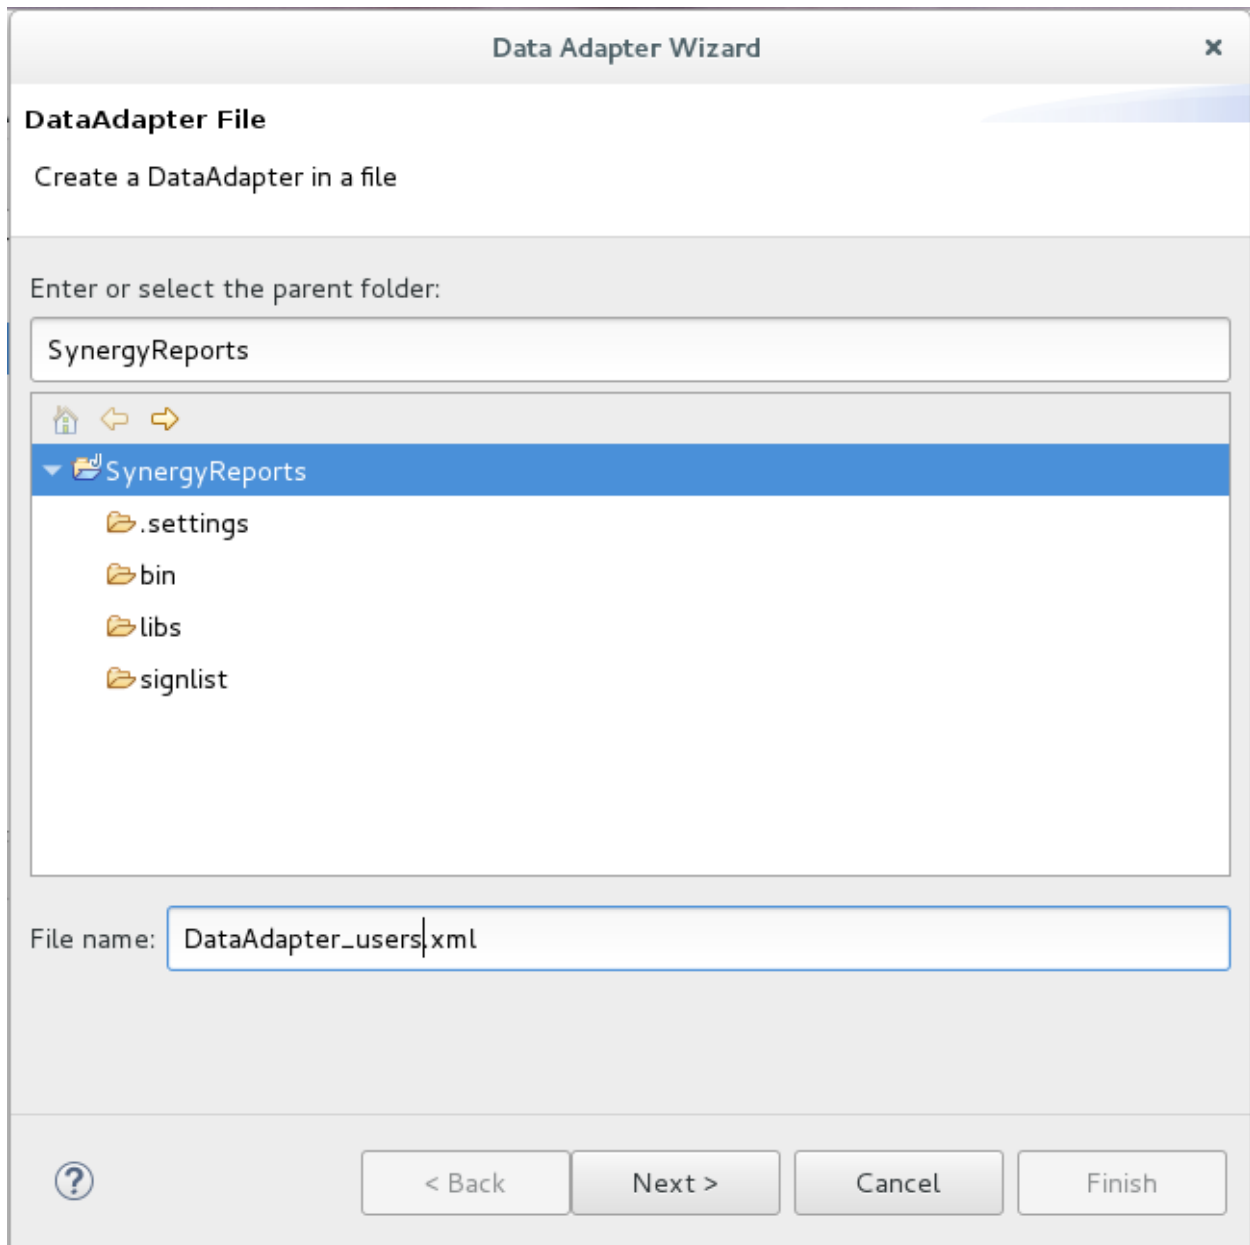 Data Adapter Wizard
DataAdapter File
Create a DataAdapter in a file
Enter or select the parent folder:
SynergyReports
SynergyReports
.settings
bin
libs
signlist
File name: DataAdapter_users.xml
? < Back Next > Cancel Finish